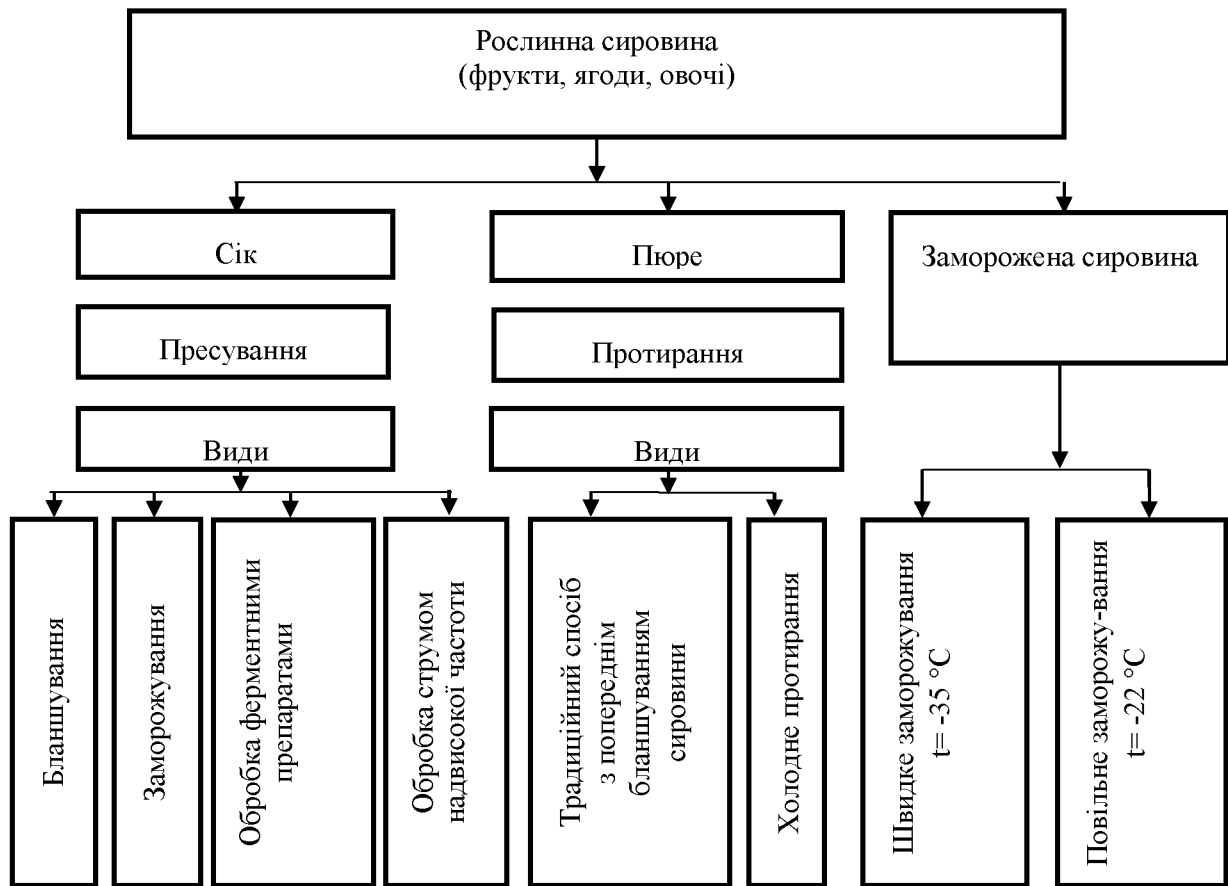 Рослинна сировина
(фрукти, ягоди, овочі)
Сік
Пюре
Заморожена сировина
Пресування
Протирання
Види
Види
Бланшування
Заморожування
Обробка ферментними
препаратами
Обробка струмом
надвисокої частоти
Традиційний спосіб
з попереднім
бланшуванням
сировини
Холодне протирання
Швидке заморожування
t= -35 °C
Повільне заморожу-вання
t= -22 °C